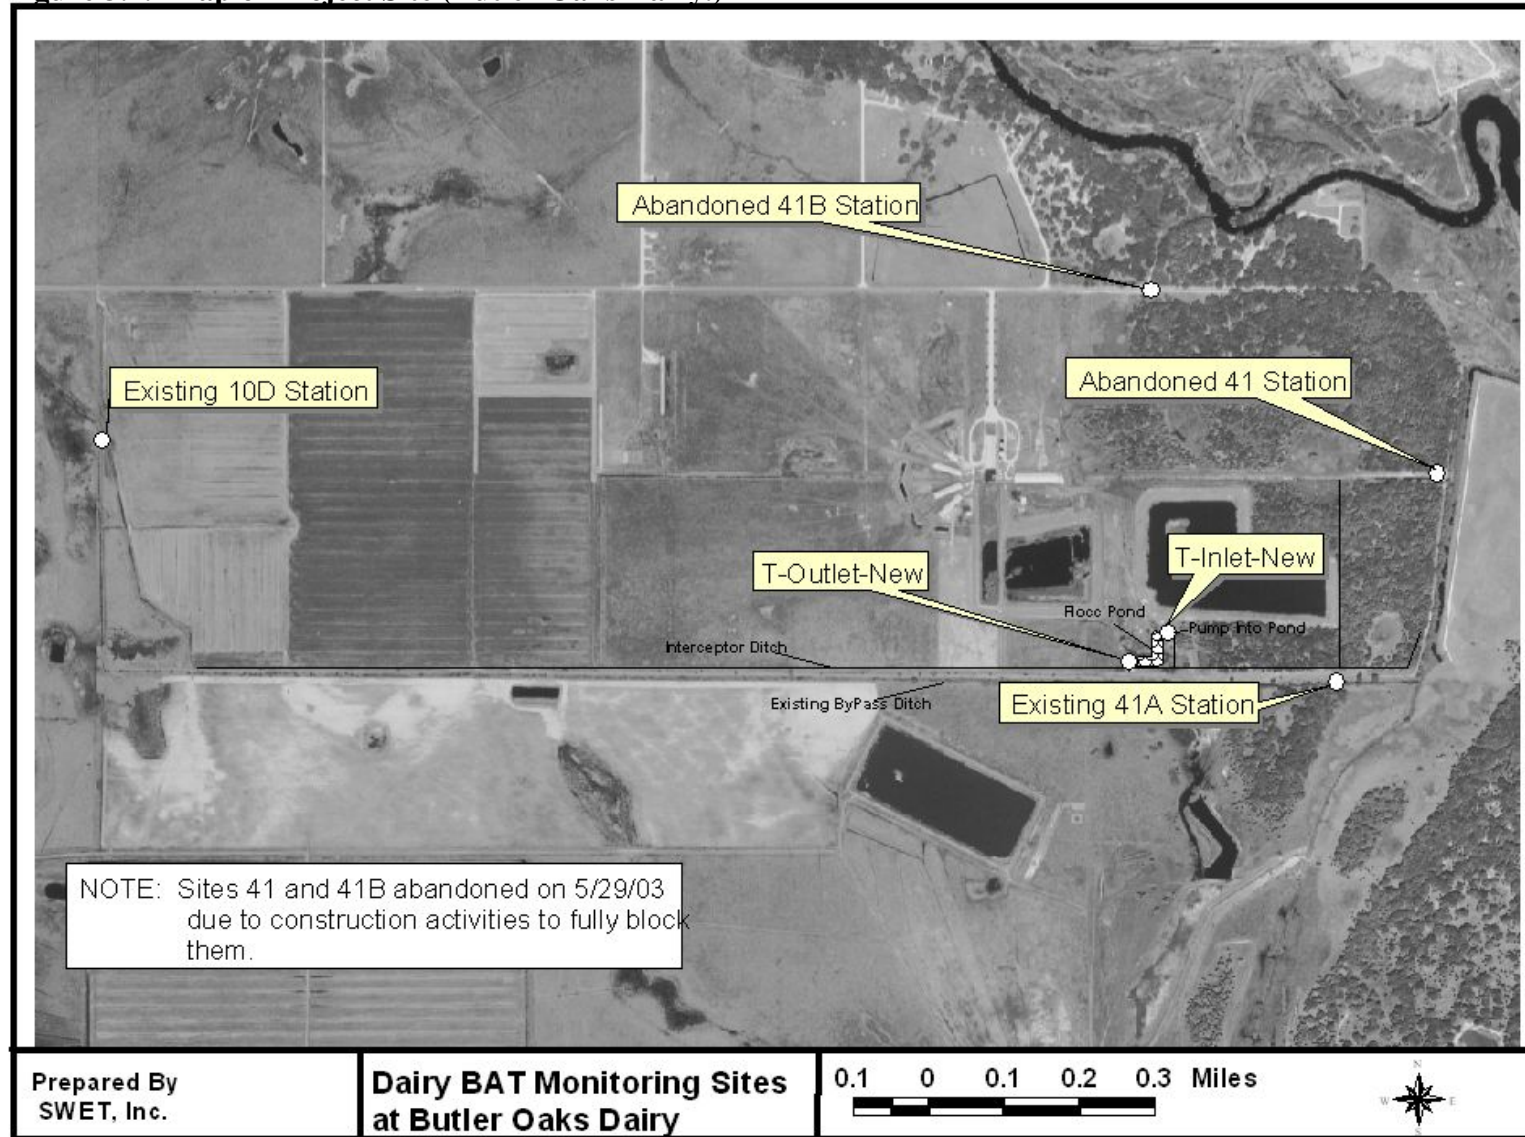 Abandoned 41B Station
Abandoned 41 Station
Existing 10D Station
T-Inlet-New
T-Outlet-New
Flocc Pond
Pump Into Pond
Interceptor Ditch
Existing ByPass Ditch
Existing 41A Station
NOTE: Sites 41 and 41B abandoned on 5/29/03
due to construction activities to fully block
them.
Prepared By
SWET, Inc.
Dairy BAT Monitoring Sites
at Butler Oaks Dairy
0.1 0 0.1 0.2 0.3 Miles
N
W E
S